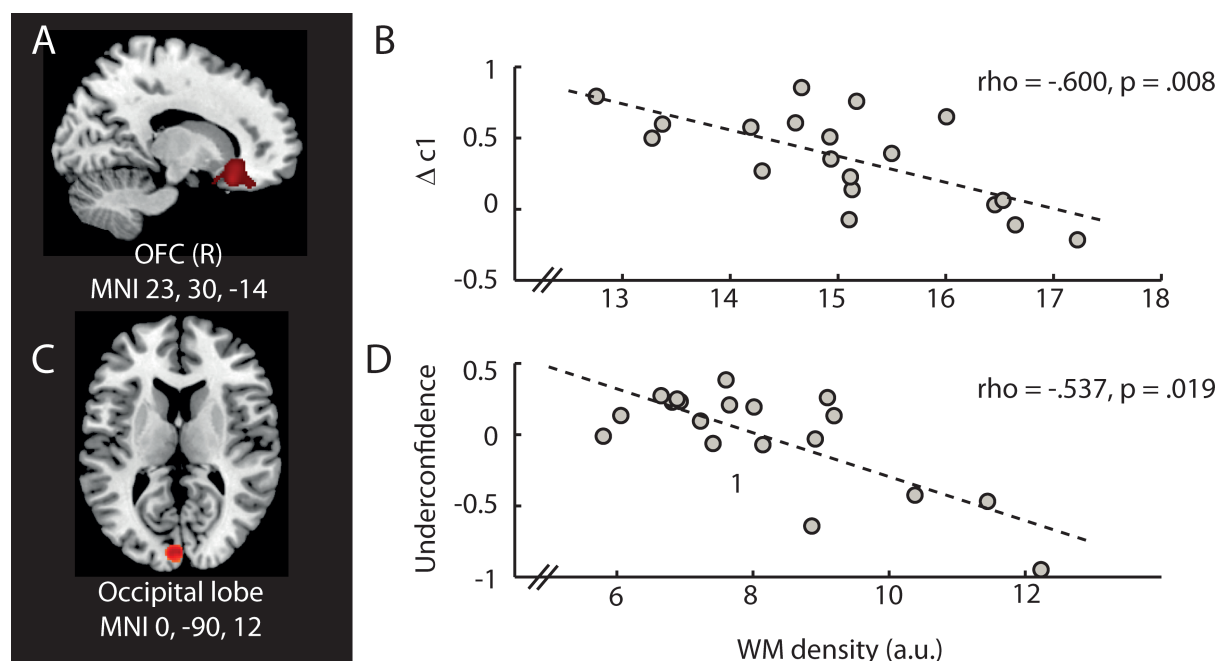 A
OFC (R)
MNI 23, 30, -14
B
1
0.5
0
-0.5
Δ c1
rho = -.600, p = .008
13 14 15 16 17 18
C
Occipital lobe
MNI 0, -90, 12
D
0.5
0
-0.5
-1
Underconfidence
rho = -.537, p = .019
1
6 8 10 12
WM density (a.u.)